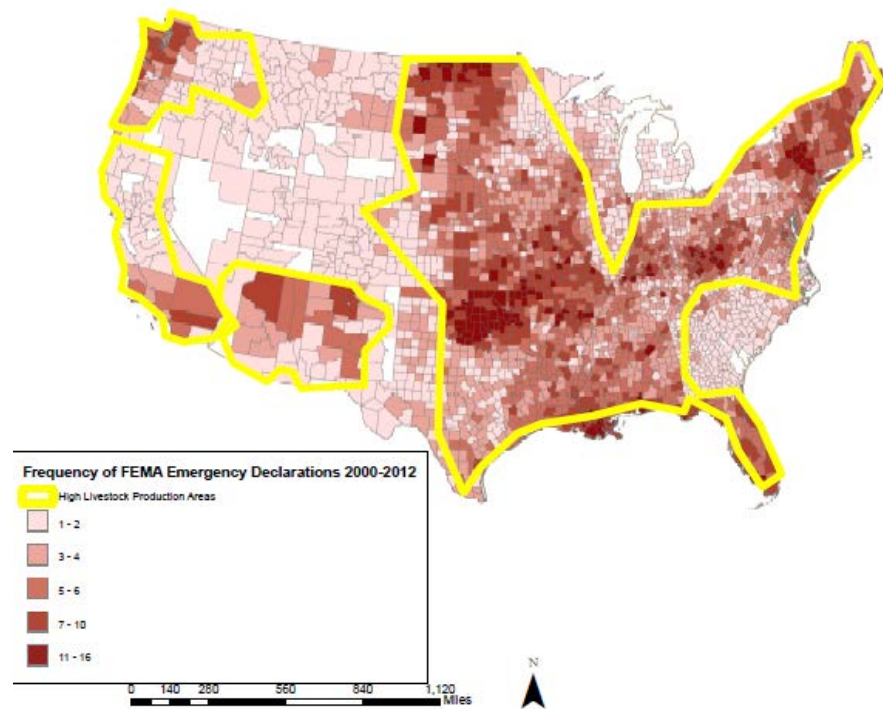 Frequency of FEMA Emergency Declarations 2000-2012
High Livestock Production Areas
1 - 2
3 - 4
5 - 6
7 - 10
11 - 16
N
0 140 280 560 840 1,120
Miles